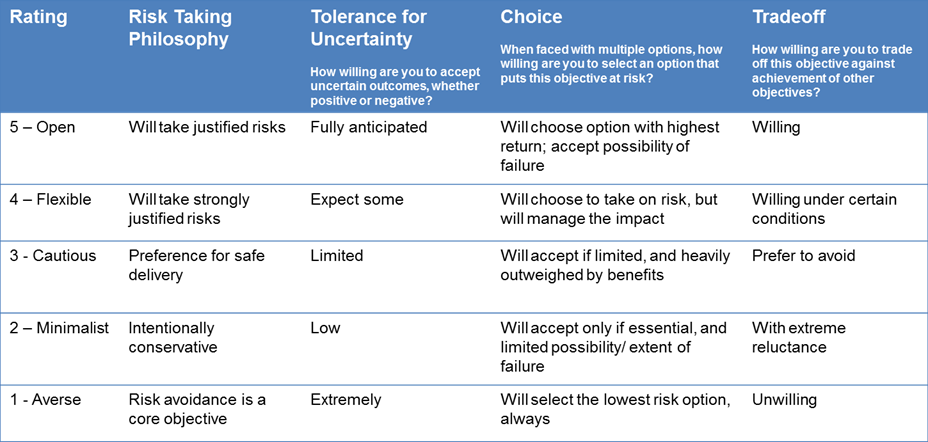 Rating
Risk Taking
Philosophy
Tolerance for
Uncertainty
How willing are you to accept
uncertain outcomes, whether
positive or negative?
Choice
When faced with multiple options, how
willing are you to select an option that
puts this objective at risk?
Tradeoff
How willing are you to trade
off this objective against
achievement of other
objectives?
5 – Open
Will take justified risks
Fully anticipated
Will choose option with highest
return; accept possibility of
failure
Willing
4 – Flexible
Will take strongly
justified risks
Expect some
Will choose to take on risk, but
will manage the impact
Willing under certain
conditions
3 - Cautious
Preference for safe
delivery
Limited
Will accept if limited, and heavily
outweighed by benefits
Prefer to avoid
2 – Minimalist
Intentionally
conservative
Low
Will accept only if essential, and
limited possibility/ extent of
failure
With extreme
reluctance
1 - Averse
Risk avoidance is a
core objective
Extremely
Will select the lowest risk option,
always
Unwilling